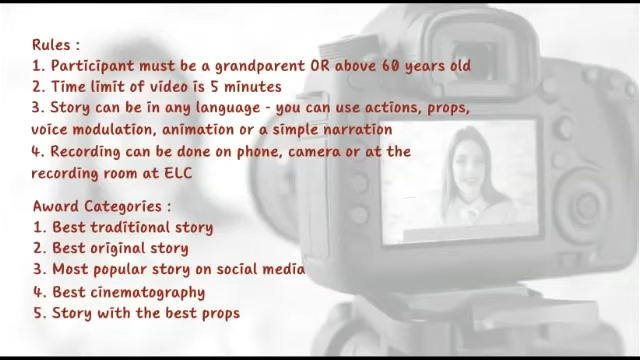 Rules :
1. Participant must be a grandparent OR above 60 years old
2. Time limit of video is 5 minutes
3. Story can be in any language - you can use actions, props,
voice modulation, animation or a simple narration
4. Recording can be done on phone, camera or at the
recording room at ELC
Award Categories :
1. Best traditional story
2. Best original story
3. Most popular story on social media
4. Best cinematography
5. Story with the best props